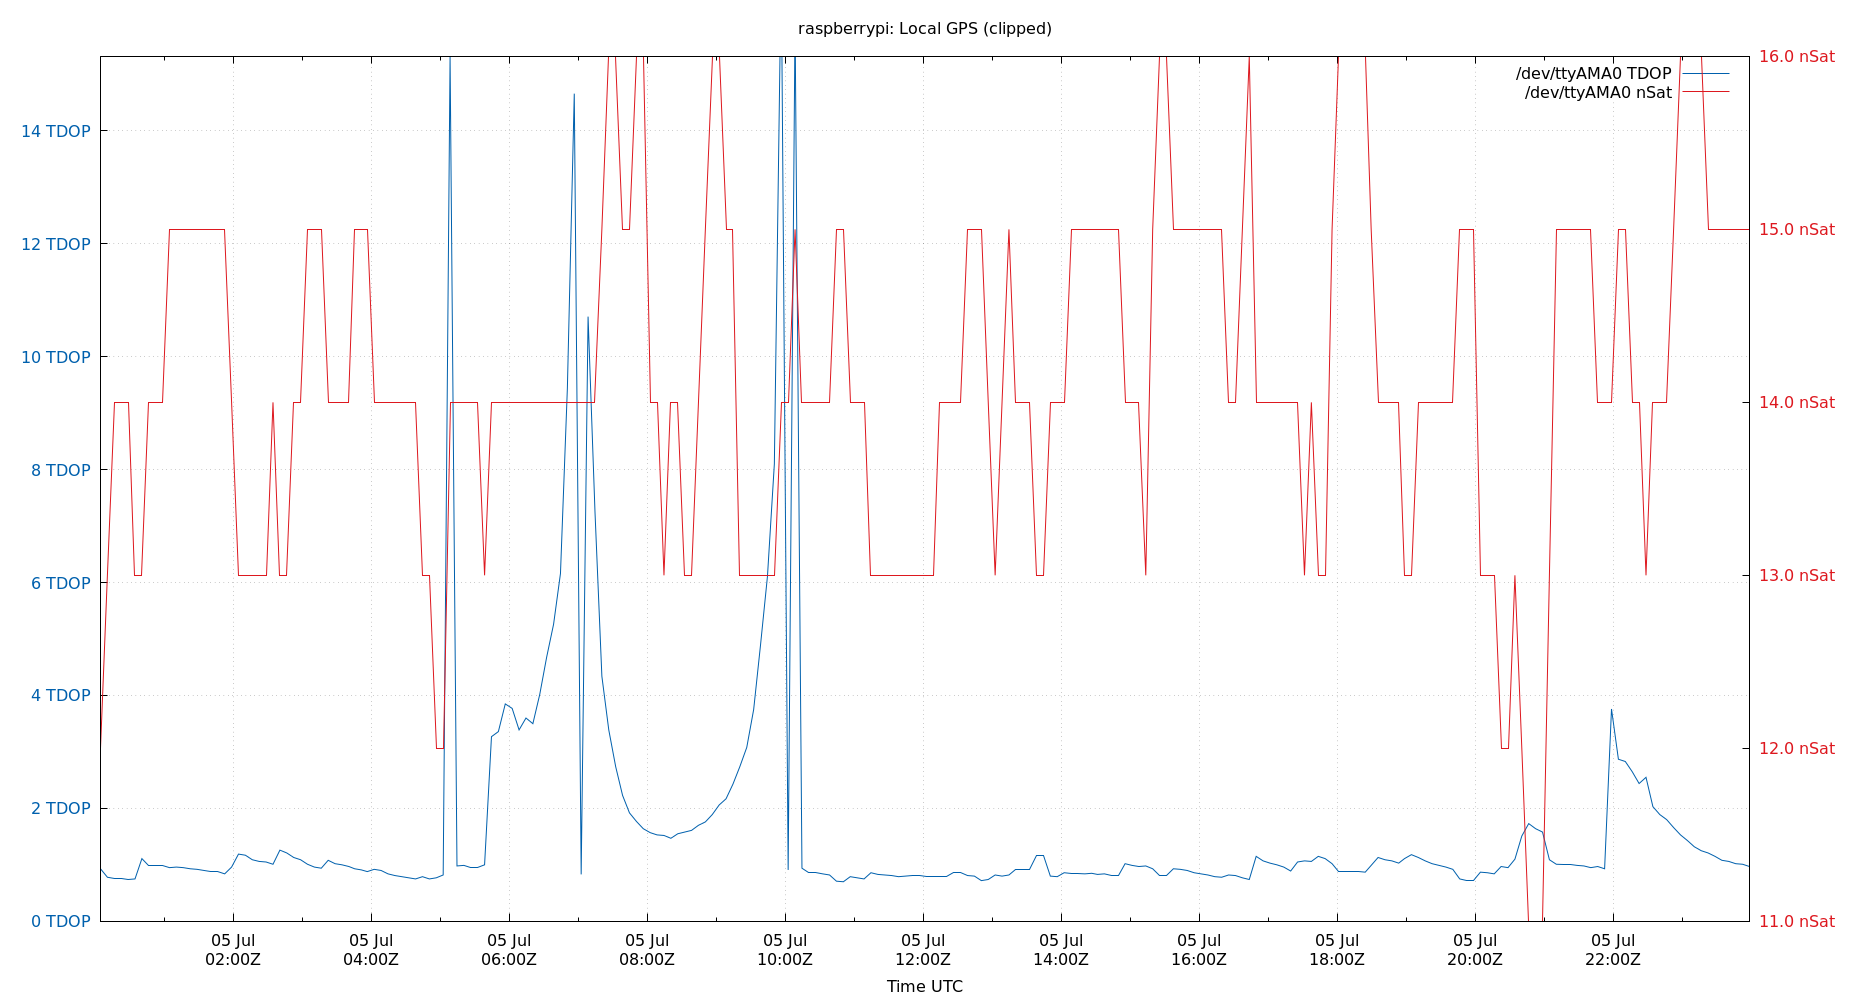 raspberrypi: Local GPS (clipped)
/dev/ttyAMA0 TDOP
/dev/ttyAMA0 nSat
14 TDOP
12 TDOP
10 TDOP
8 TDOP
6 TDOP
4 TDOP
2 TDOP
0 TDOP
16.0 nSat
15.0 nSat
14.0 nSat
13.0 nSat
12.0 nSat
11.0 nSat
05 Jul
02:00Z
05 Jul
04:00Z
05 Jul
06:00Z
05 Jul
08:00Z
05 Jul
10:00Z
05 Jul
12:00Z
05 Jul
14:00Z
05 Jul
16:00Z
05 Jul
18:00Z
05 Jul
20:00Z
05 Jul
22:00Z
Time UTC